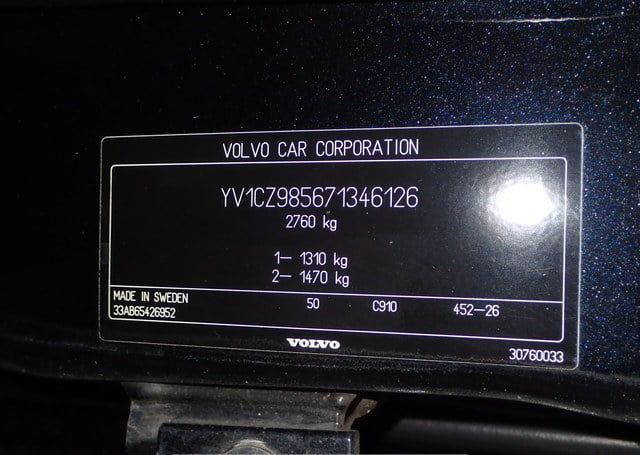 VOLVO CAR CORPORATION
YV1CZ985671346126
2760 kg
1- 1310 kg
2- 1470 kg
MADE IN SWEDEN 50 C910 452-26
33AB65426952
VOLVO
30760033